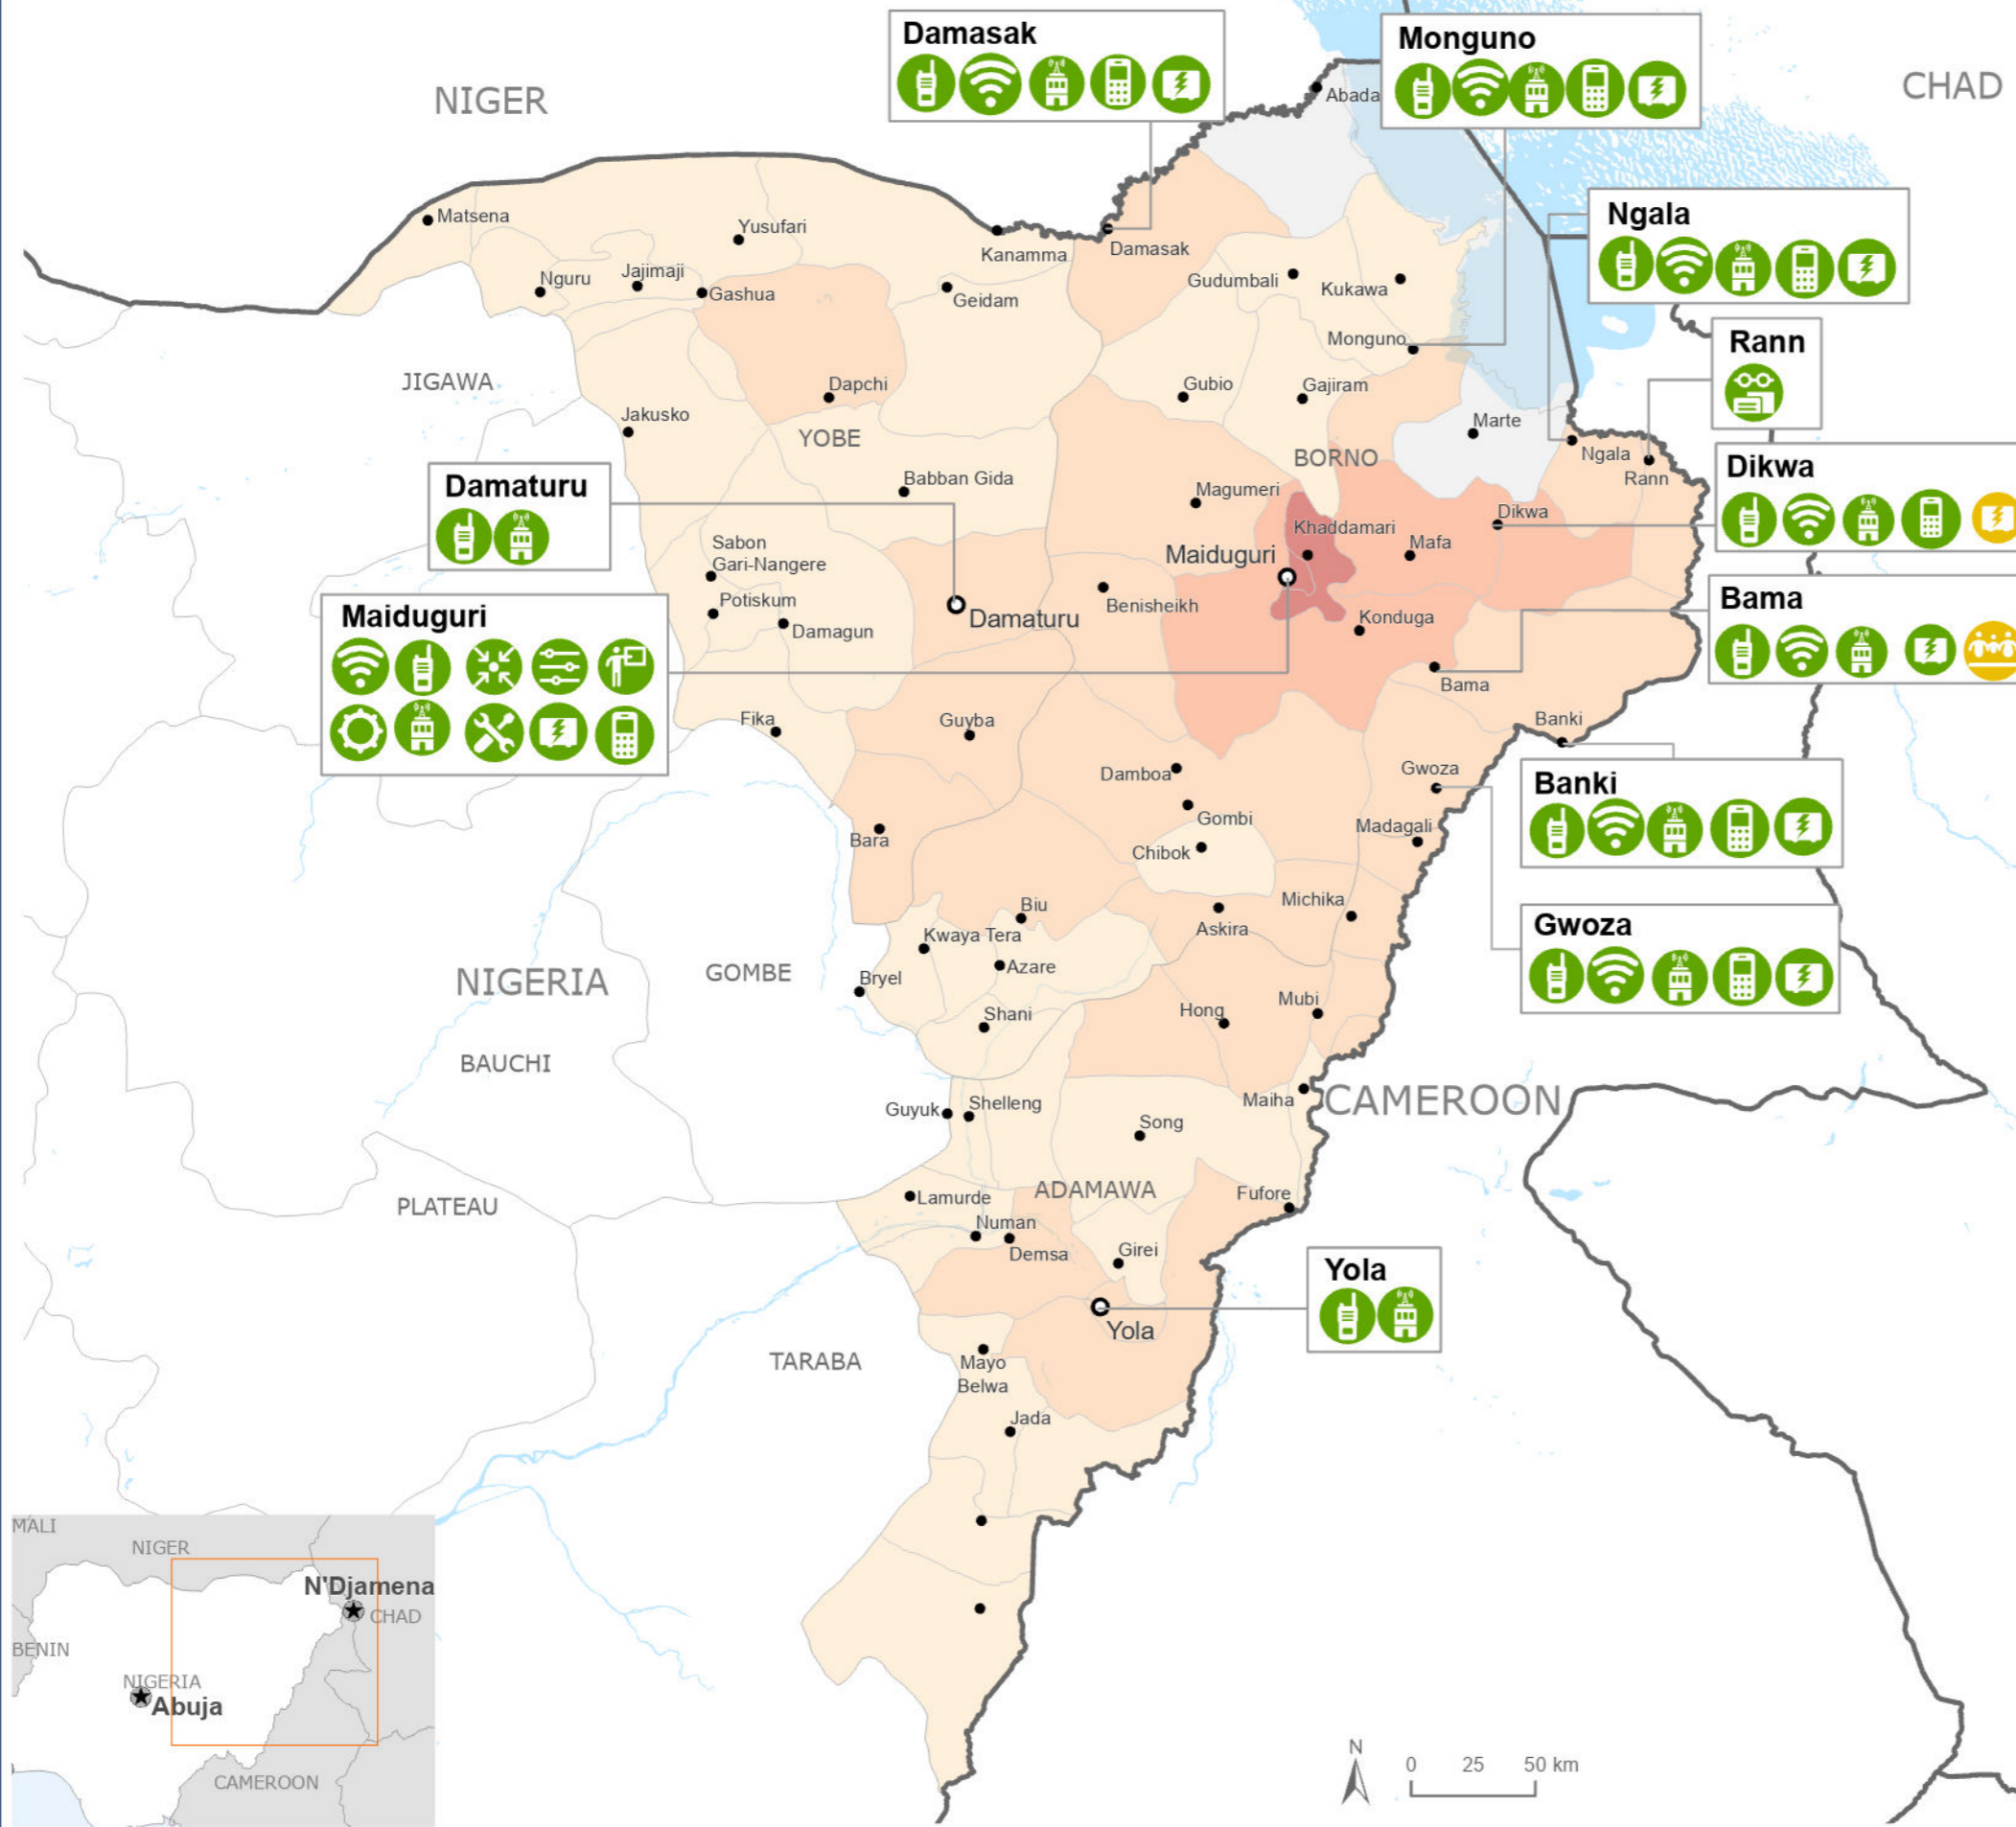 Damasak
Monguno
NIGER
CHAD
Abada
Ngala
Matsena
Yusufari
Kanamma
Damasak
Nguru
Jajimaji
Gashua
Geidam
Gudumbali
Kukawa
Rann
Monguno
JIGAWA
Dapchi
Gubio
Gajiram
Jakusko
YOBE
Marte
BORNO
Ngala
Rann
Dikwa
Damaturu
Babban Gida
Magumeri
Dikwa
Khaddamari
Mafa
Sabon
Gari-Nangere
Maiduguri
Potiskum
Benisheikh
Bama
Maiduguri
Damagun
Damaturu
Konduga
Bama
Fika
Guyba
Banki
Damboa
Gwoza
Banki
Gombi
Madagali
Bara
Chibok
Michika
Biu
Askira
Gwoza
Kwaya Tera
Azare
NIGERIA
GOMBE
Bryel
Shani
Hong
Mubi
BAUCHI
Guyuk
Shelleng
Maiha
CAMEROON
Song
PLATEAU
Lamurde
ADAMAWA
Fufore
Numan
Demsa
Girei
Yola
Yola
TARABA
Mayo
Belwa
Jada
MALI
NIGER
N'Djamena
CHAD
BENIN
NIGERIA
Abuja
CAMEROON
N
0 25 50 km